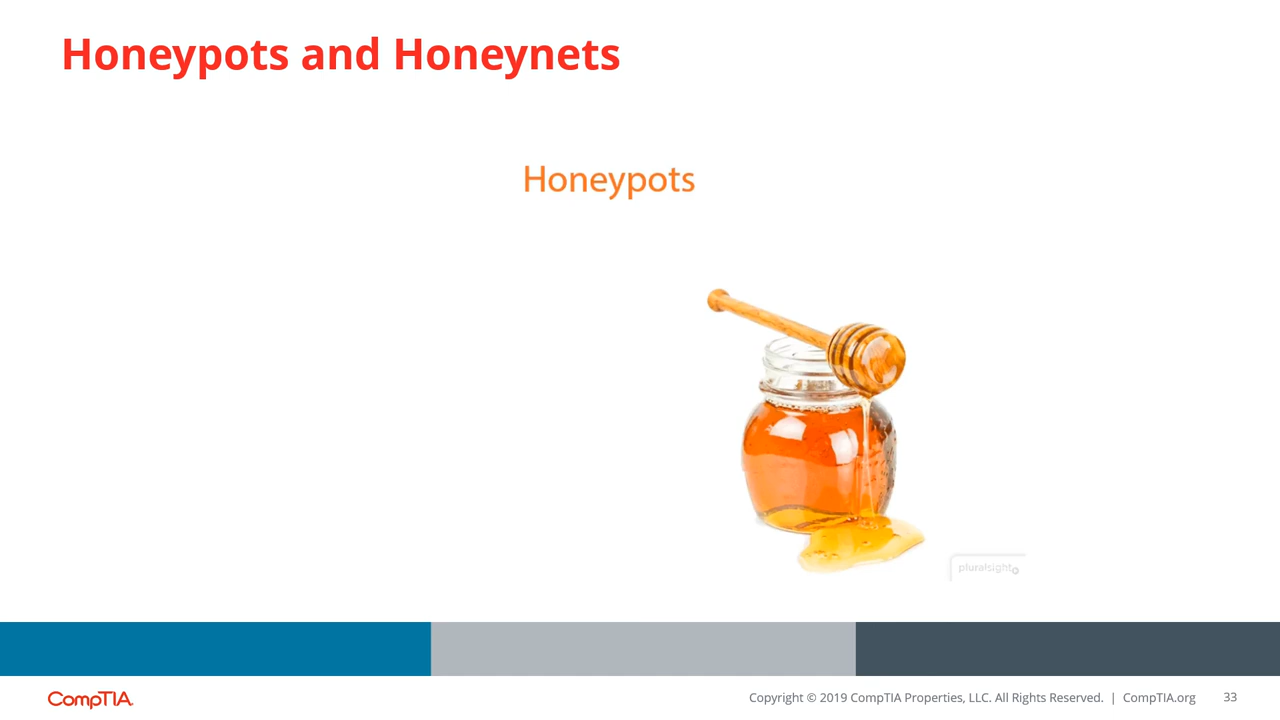 Honeypots and Honeynets
Honeypots
pluralsight
CompTIA.
Copyright © 2019 CompTIA Properties, LLC. All Rights Reserved. | CompTIA.org 33